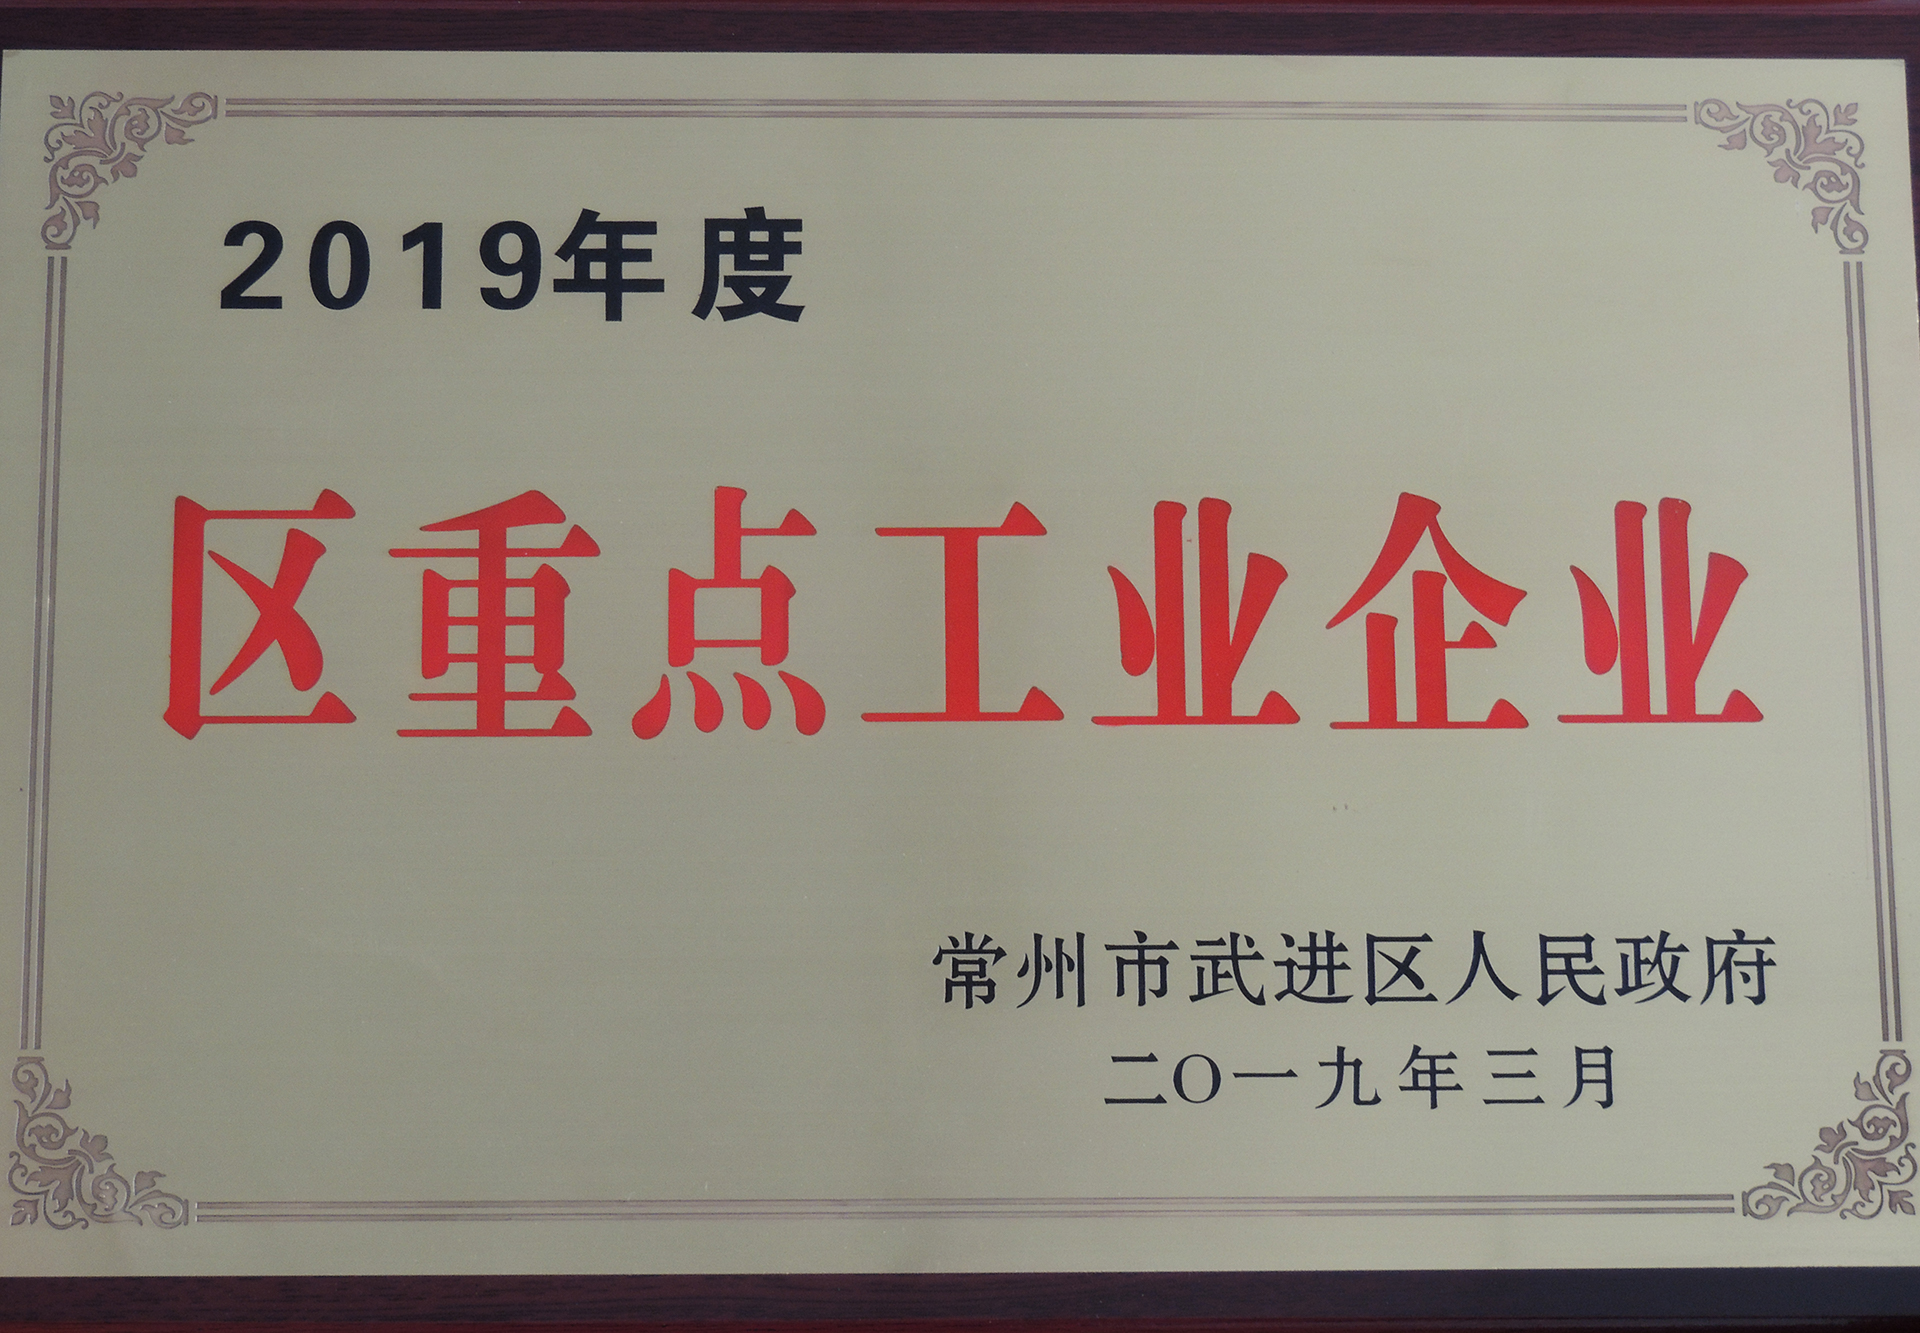 2019年度
区重点工业企业
常州市武进区人民政府
二〇一九年三月